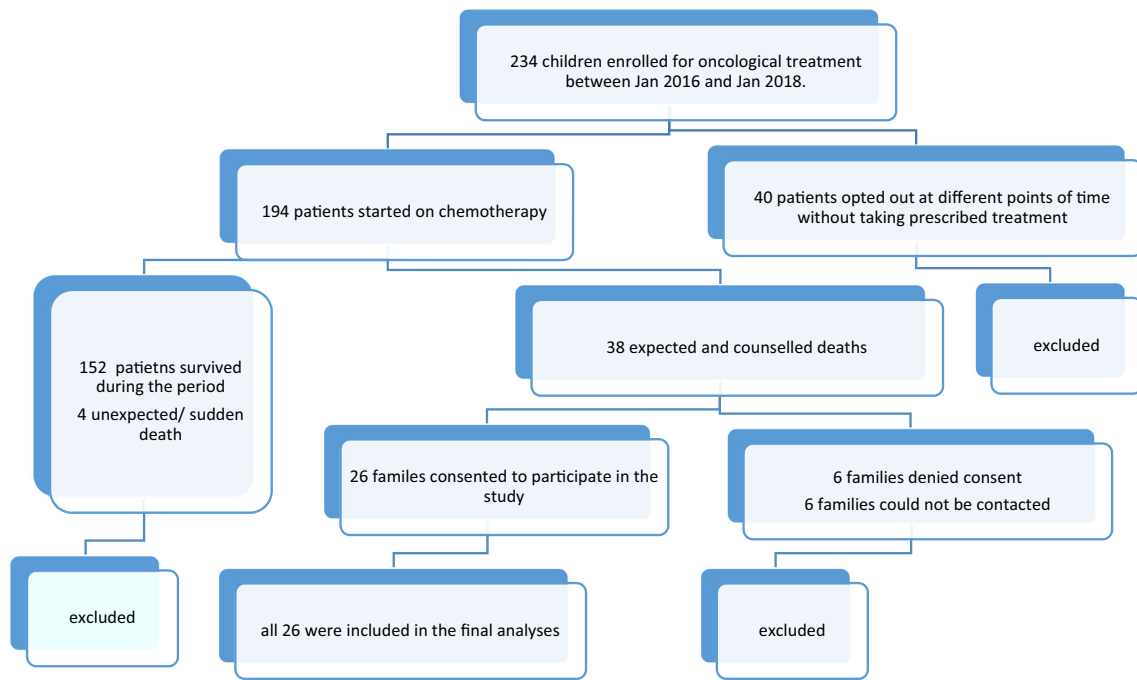 234 children enrolled for oncological treatment
between Jan 2016 and Jan 2018.
194 patients started on chemotherapy
40 patients opted out at different points of time
without taking prescribed treatment
152 patietns survived
during the period
4 unexpected/ sudden
death
38 expected and counselled deaths
excluded
26 familes consented to participate in the
study
6 families denied consent
6 families could not be contacted
excluded
all 26 were included in the final analyses
excluded